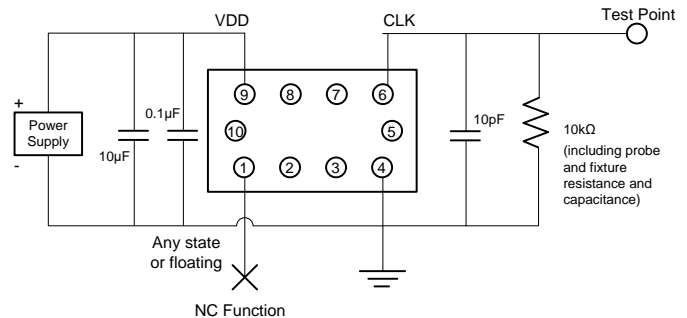 VDD
CLK
Test Point
+
Power
Supply
-
10µF
0.1µF
9
8
7
6
10
5
1
2
3
4
10pF
10kΩ
(including probe
and fixture
resistance and
capacitance)
Any state
or floating
NC Function